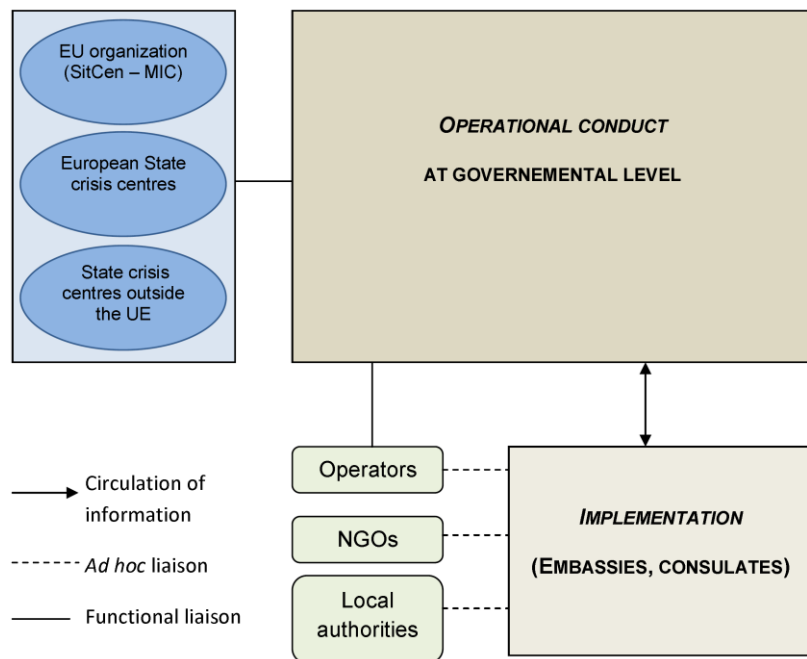 EU organization
(SitCen – MIC)
European State
crisis centres
State crisis
centres outside
the UE
OPERATIONAL CONDUCT
AT GOVERNEMENTAL LEVEL
Operators
NGOs
Local
authorities
IMPLEMENTATION
(EMBASSIES, CONSULATES)
Circulation of
information
Ad hoc liaison
Functional liaison